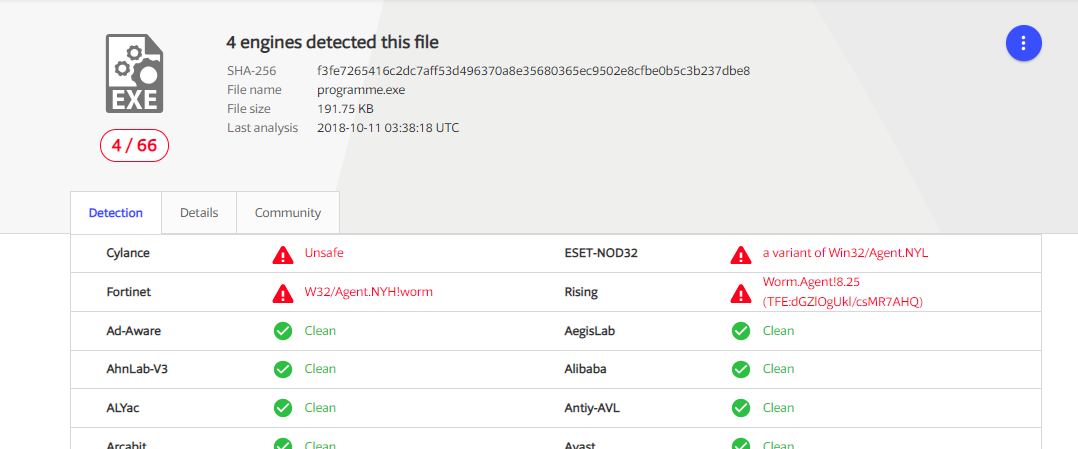 4 engines detected this file
SHA-256 f3fe7265416c2dc7aff53d496370a8e35680365ec9502e8cfbe0b5c3b237dbe8
File name programme.exe
File size 191.75 KB
Last analysis 2018-10-11 03:38:18 UTC
EXE
4 / 66
Detection Details Community
Cylance Unsafe ESET-NOD32 a variant of Win32/Agent.NYL
Fortinet W32/Agent.NYH!worm Rising Worm.Agent!8.25
(TFE:dGZlOgUkl/csMR7AHQ)
Ad-Aware Clean AegisLab Clean
AhnLab-V3 Clean Alibaba Clean
ALYac Clean Antiy-AVL Clean
Arcabit Clean Avast Clean